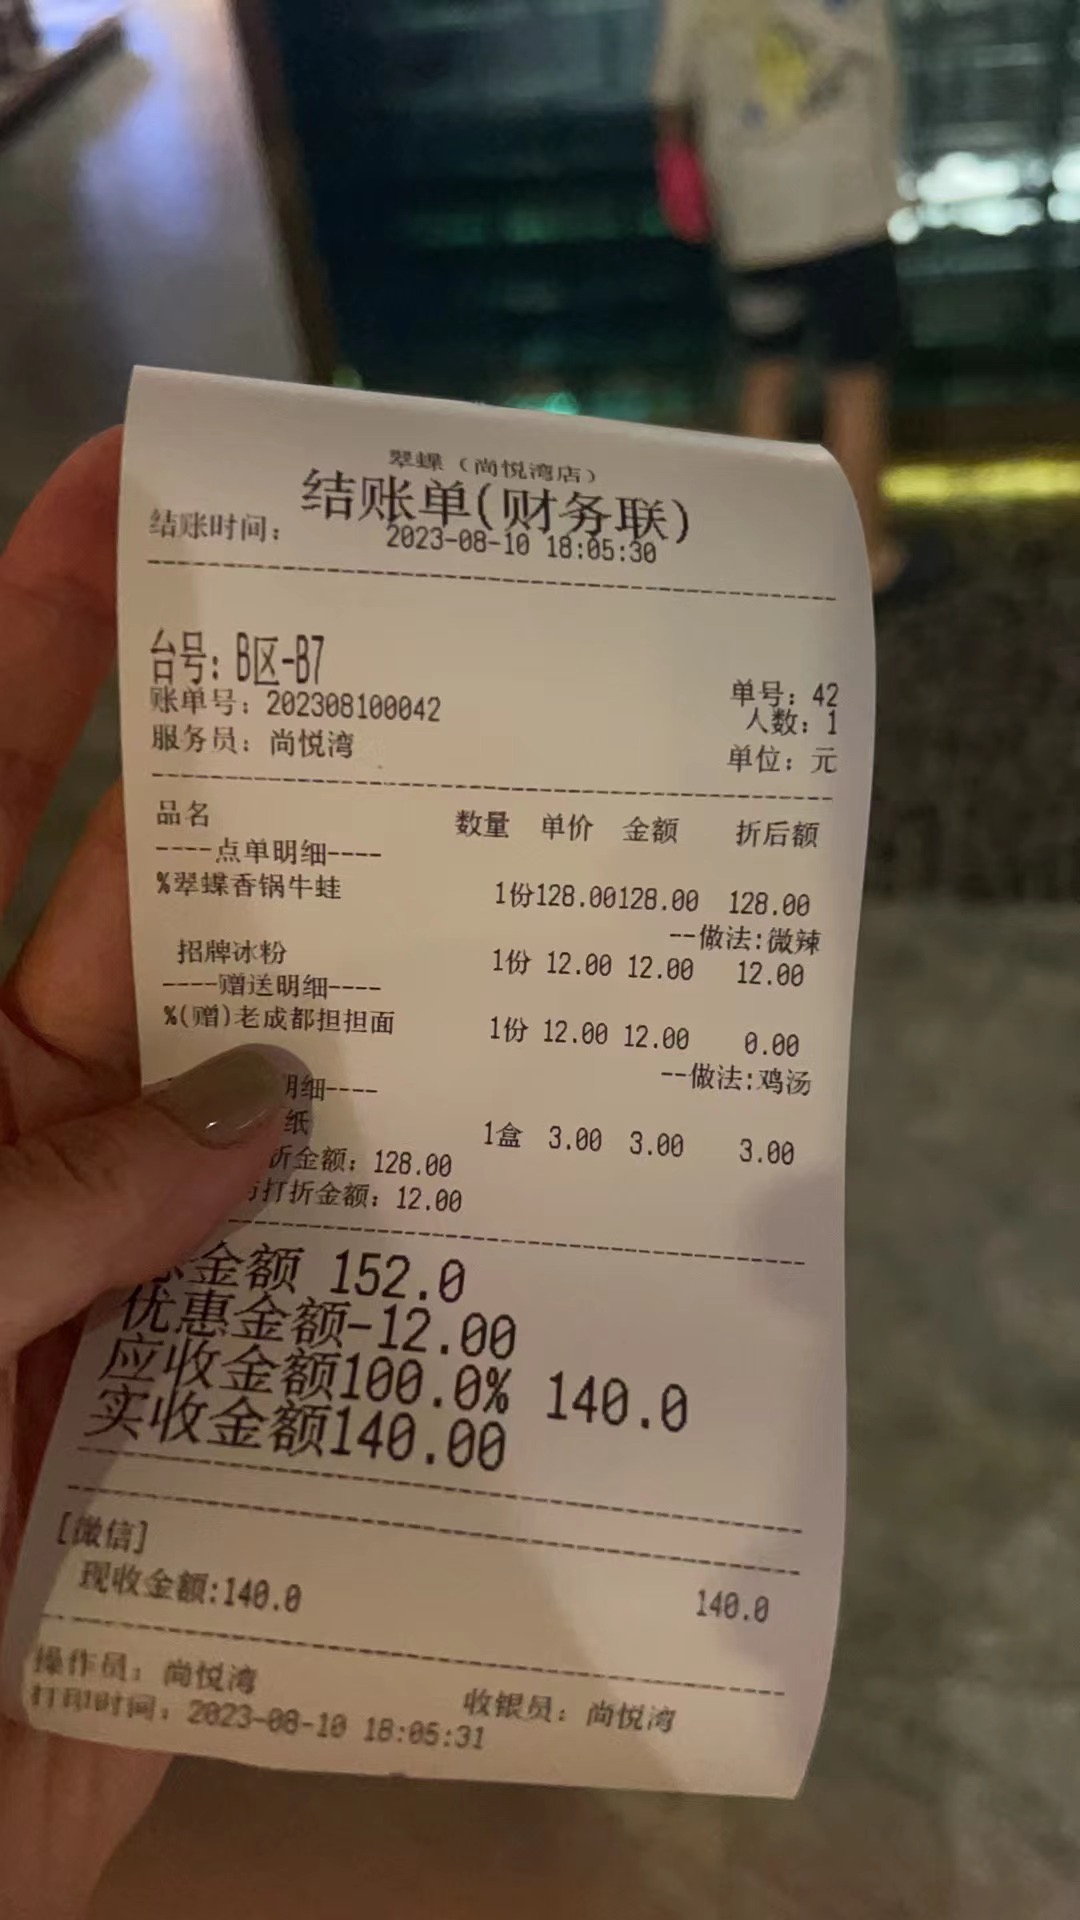 翠蝶（尚悦湾店）
结账单(财务联)
结账时间： 2023-08-10 18:05:30
台号: B区-B7
单号: 42
账单号: 202308100042
人数: 1
服务员: 尚悦湾
单位: 元
品名 数量 单价 金额 折后额
----点单明细----
%翠蝶香锅牛蛙 1份128.00128.00 128.00
--做法:微辣
招牌冰粉 1份 12.00 12.00 12.00
----赠送明细----
%(赠)老成都担担面 1份 12.00 12.00 0.00
--做法:鸡汤
明细----
纸 1盒 3.00 3.00 3.00
折金额: 128.00
打折金额: 12.00
总金额 152.0
优惠金额-12.00
应收金额100.0% 140.0
实收金额140.00
[微信]
现收金额:140.0 140.0
操作员: 尚悦湾 收银员: 尚悦湾
打印时间: 2023-08-10 18:05:31